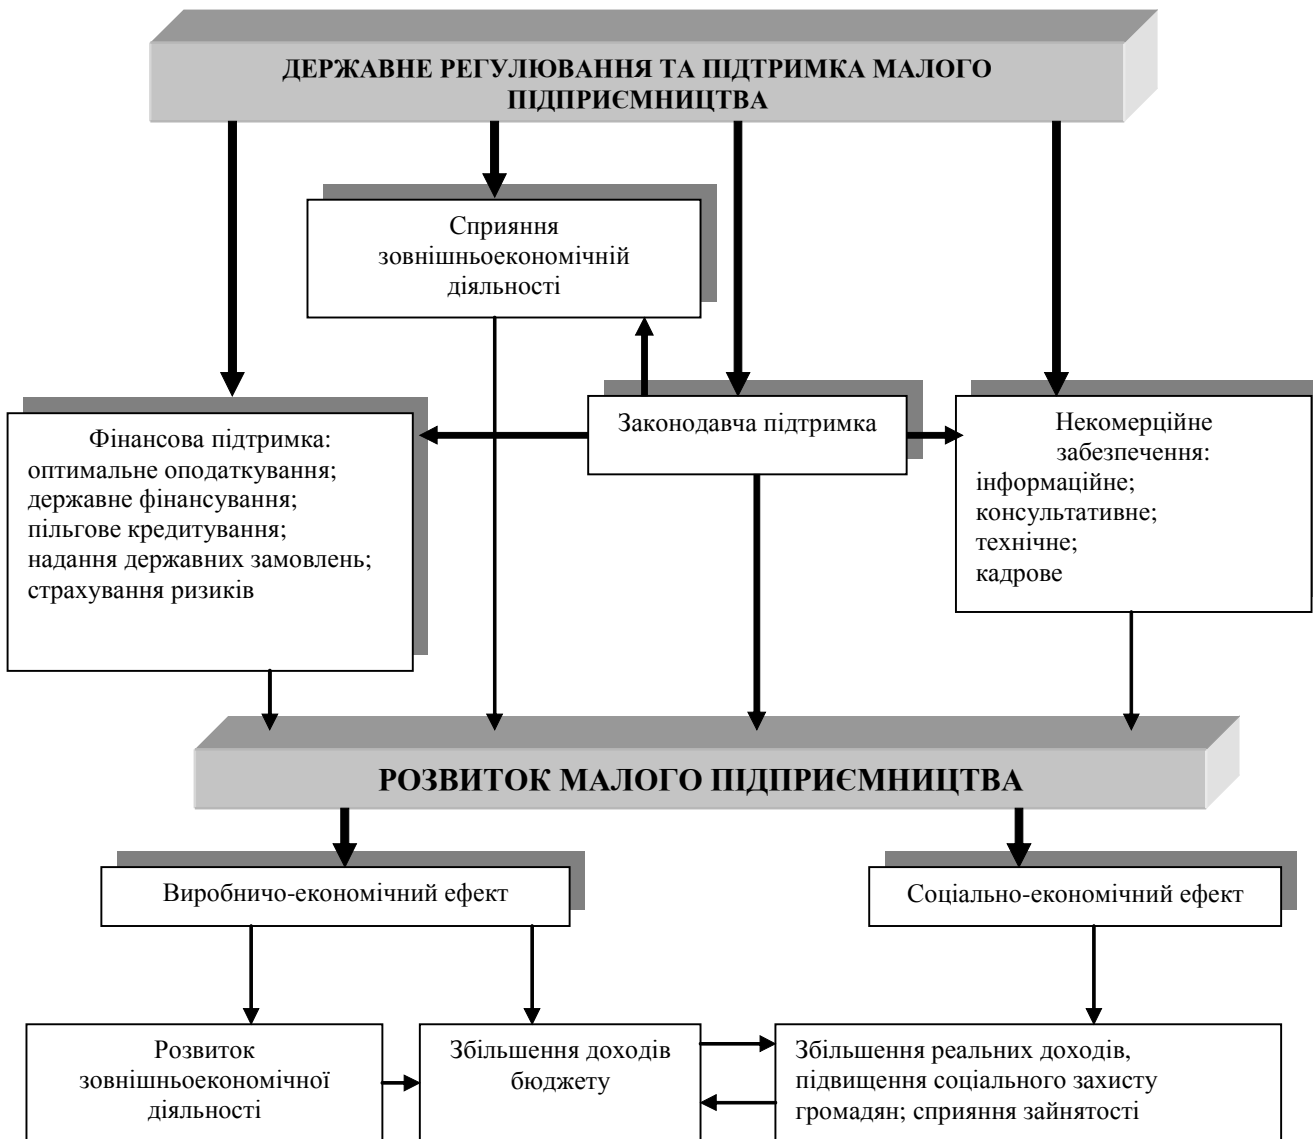 ДЕРЖАВНЕ РЕГУЛЮВАННЯ ТА ПІДТРИМКА МАЛОГО
ПІДПРИЄМНИЦТВА
Сприяння
зовнішньоекономічній
діяльності
Фінансова підтримка:
оптимальне оподаткування;
державне фінансування;
пільгове кредитування;
надання державних замовлень;
страхування ризиків
Законодавча підтримка
Некомерційне
забезпечення:
інформаційне;
консультативне;
технічне;
кадрове
РОЗВИТОК МАЛОГО ПІДПРИЄМНИЦТВА
Виробничо-економічний ефект
Соціально-економічний ефект
Розвиток
зовнішньоекономічної
діяльності
Збільшення доходів
бюджету
Збільшення реальних доходів,
підвищення соціального захисту
громадян; сприяння зайнятості